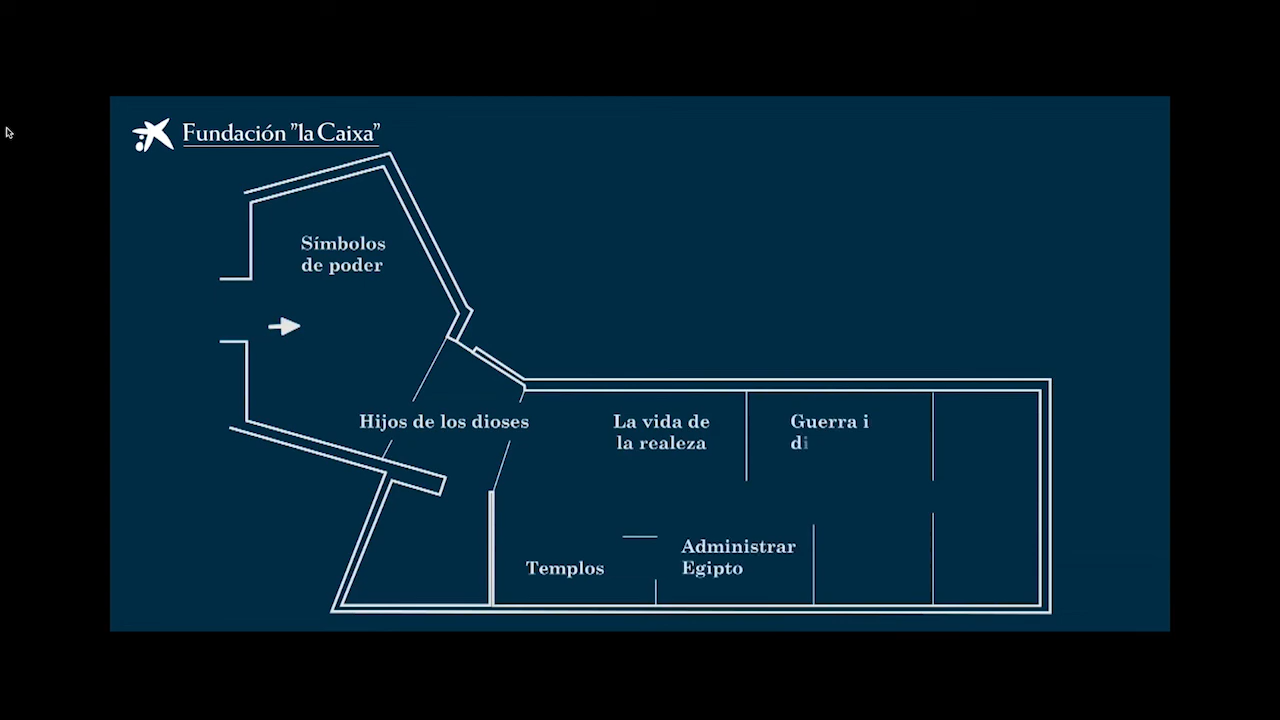 Fundación "la Caixa"
Símbolos
de poder
Hijos de los dioses
La vida de
la realeza
Guerra i
di
Templos
Administrar
Egipto